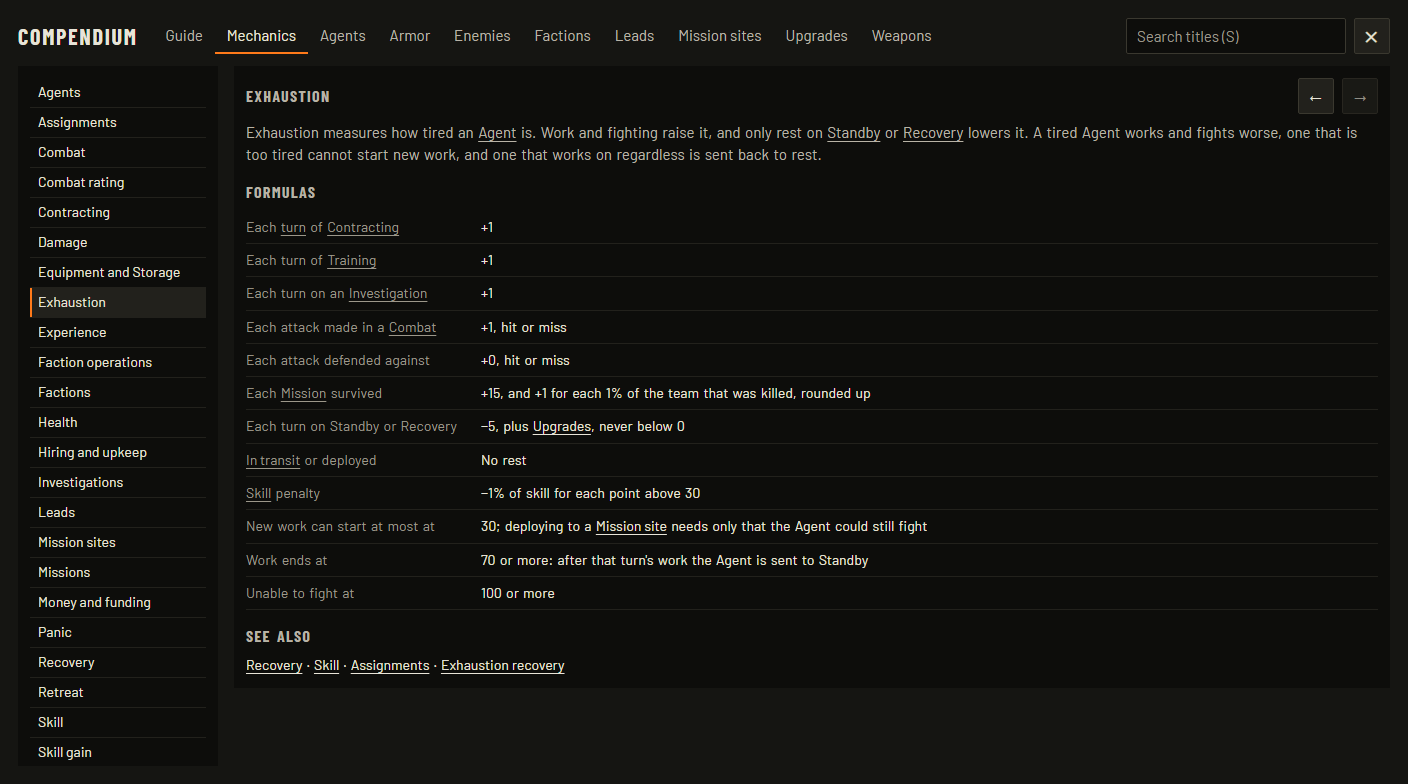 COMPENDIUM Guide Mechanics Agents Armor Enemies Factions Leads Mission sites Upgrades Weapons Search titles (S) ✕
Agents
Assignments
Combat
Combat rating
Contracting
Damage
Equipment and Storage
Exhaustion
Experience
Faction operations
Factions
Health
Hiring and upkeep
Investigations
Leads
Mission sites
Missions
Money and funding
Panic
Recovery
Retreat
Skill
Skill gain
EXHAUSTION ← →
Exhaustion measures how tired an Agent is. Work and fighting raise it, and only rest on Standby or Recovery lowers it. A tired Agent works and fights worse, one that is
too tired cannot start new work, and one that works on regardless is sent back to rest.
FORMULAS
Each turn of Contracting +1
Each turn of Training +1
Each turn on an Investigation +1
Each attack made in a Combat +1, hit or miss
Each attack defended against +0, hit or miss
Each Mission survived +15, and +1 for each 1% of the team that was killed, rounded up
Each turn on Standby or Recovery −5, plus Upgrades, never below 0
In transit or deployed No rest
Skill penalty −1% of skill for each point above 30
New work can start at most at 30; deploying to a Mission site needs only that the Agent could still fight
Work ends at 70 or more: after that turn's work the Agent is sent to Standby
Unable to fight at 100 or more
SEE ALSO
Recovery · Skill · Assignments · Exhaustion recovery